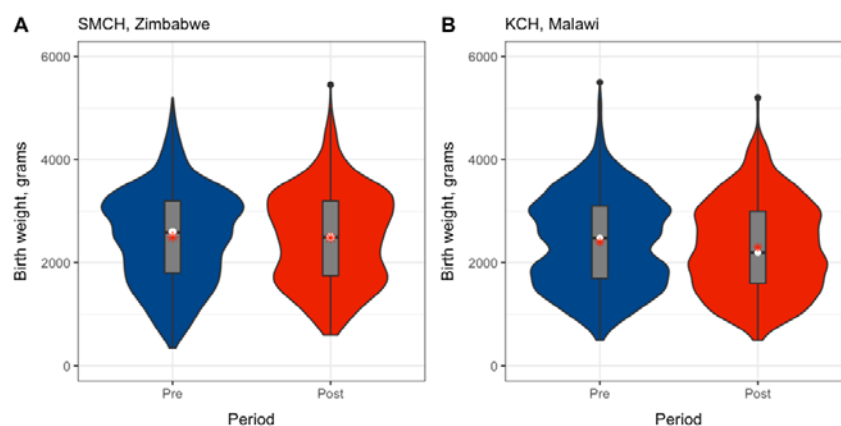 A SMCH, Zimbabwe
6000
4000
2000
0
Birth weight, grams
Pre Post
Period
B KCH, Malawi
6000
4000
2000
0
Birth weight, grams
Pre Post
Period